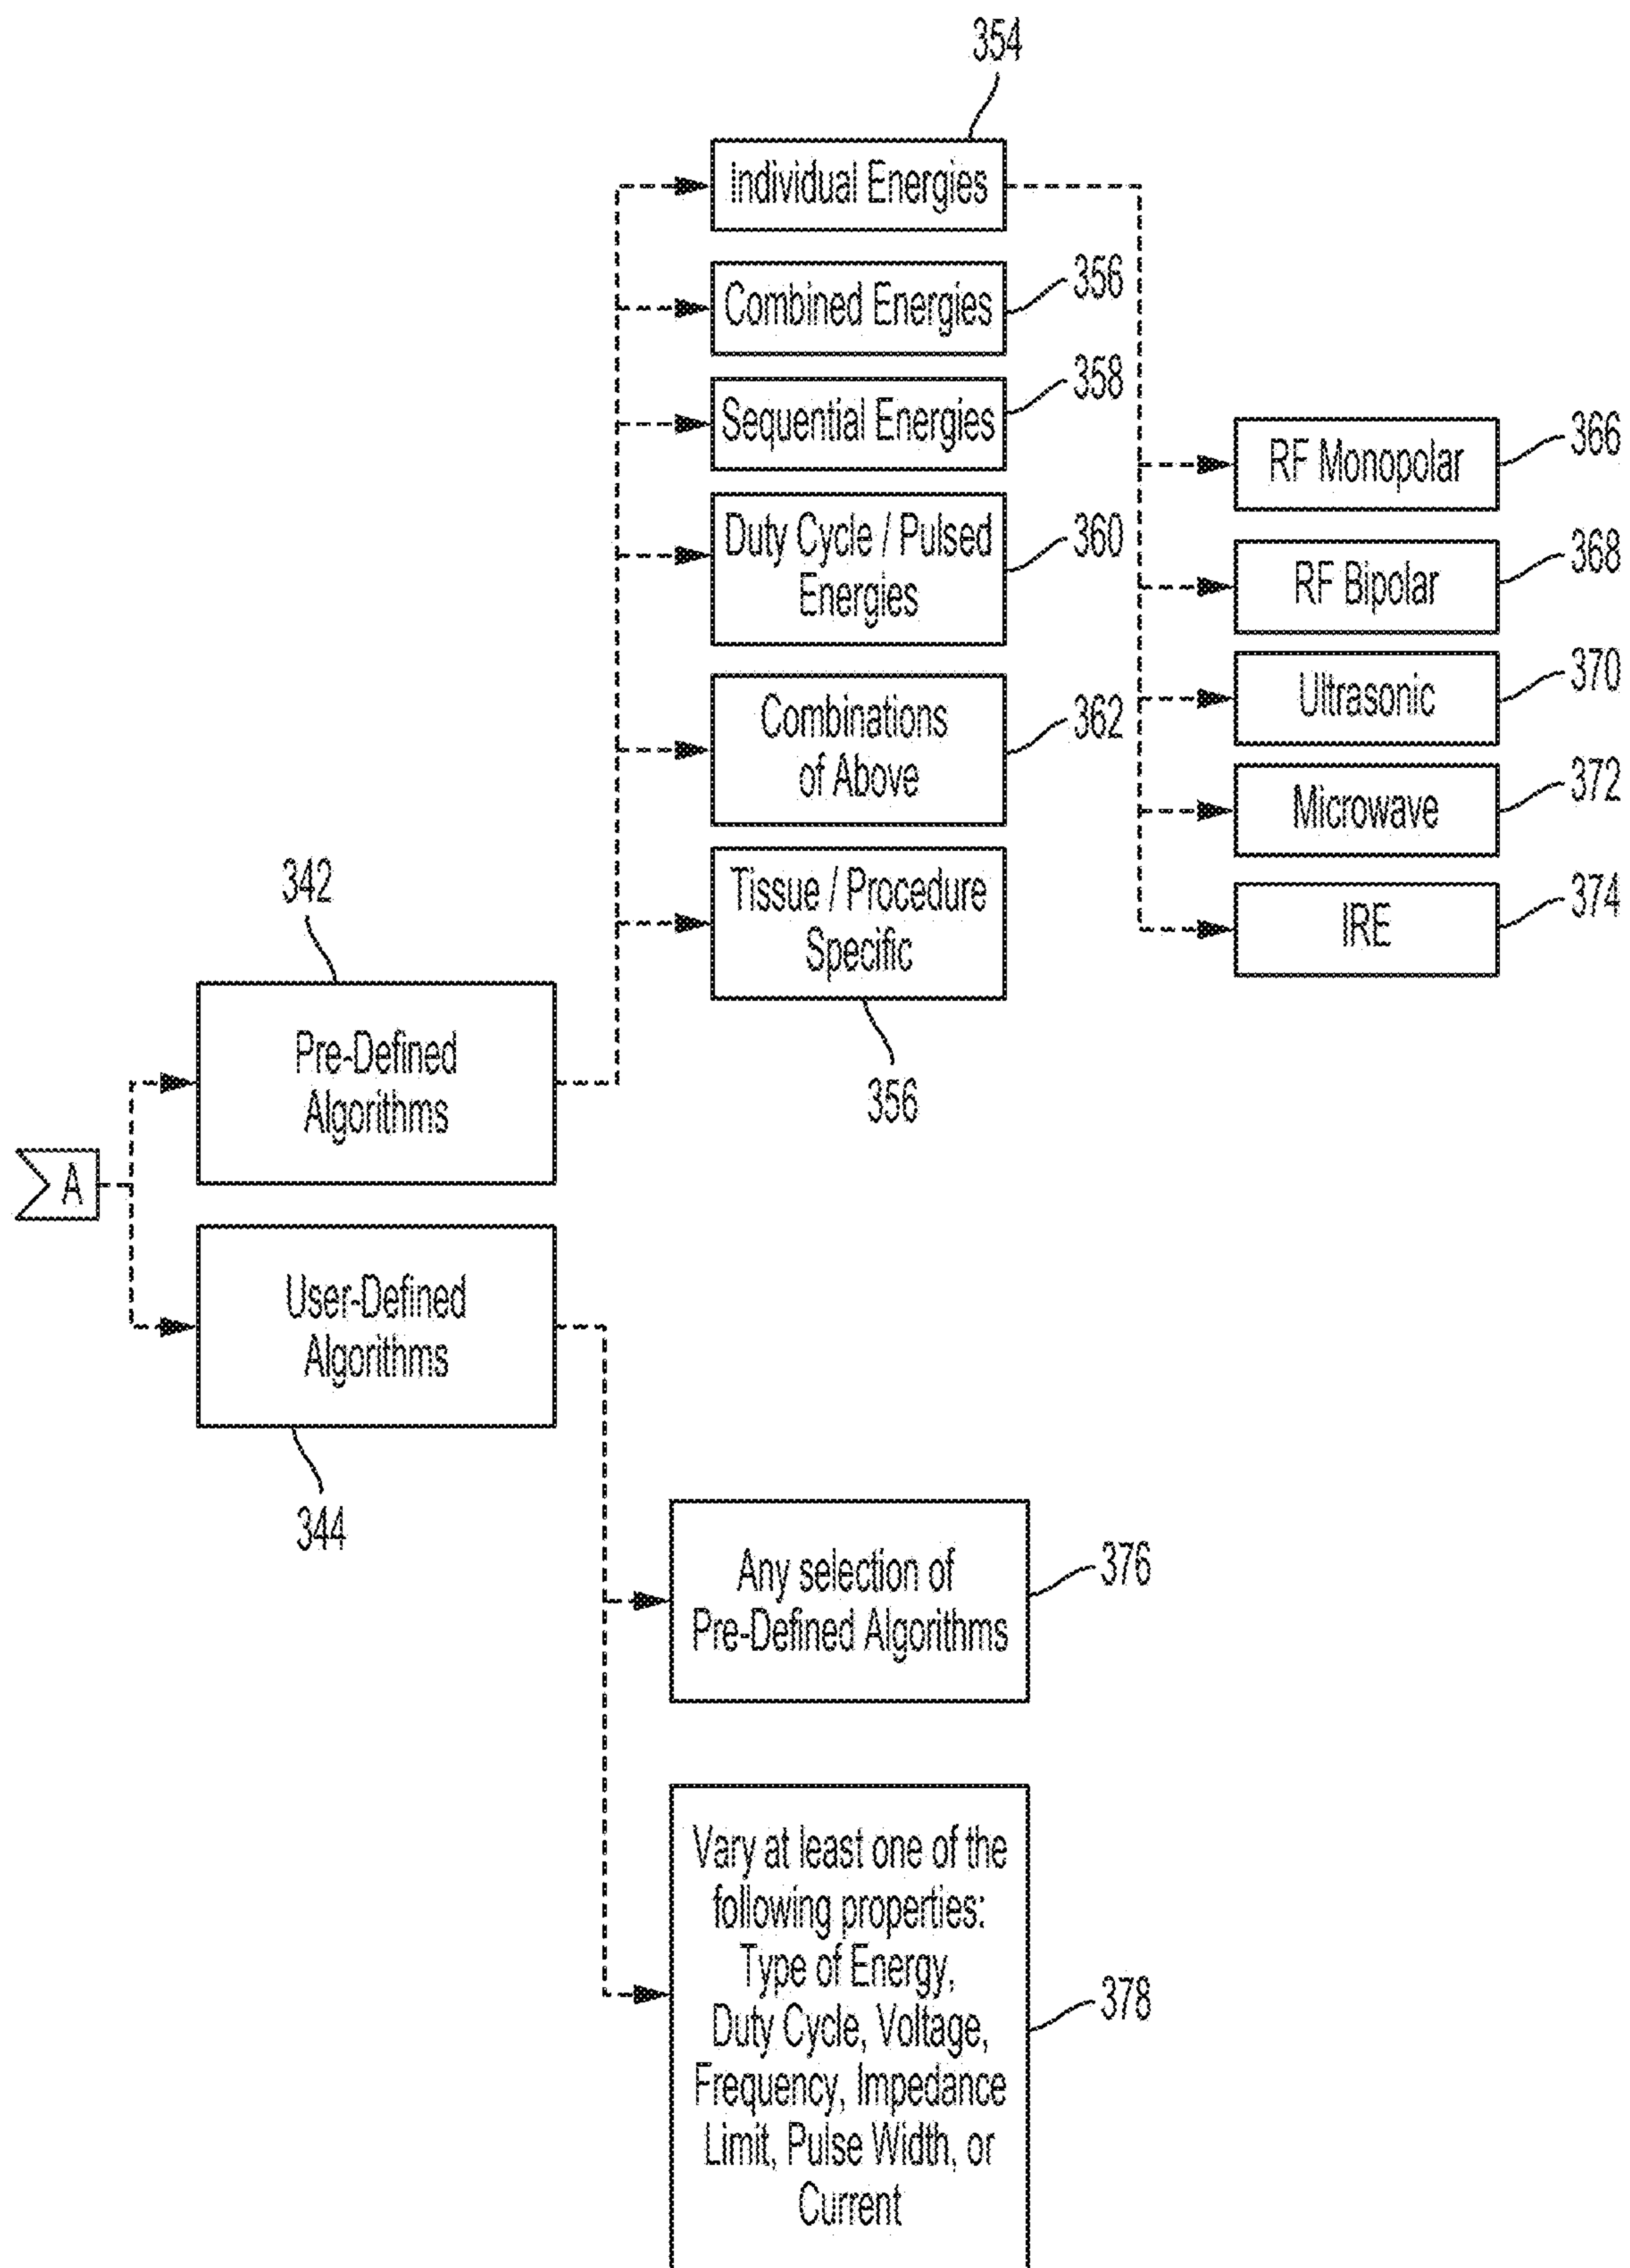 354
Individual Energies
Combined Energies
356
Sequential Energies
358
Duty Cycle / Pulsed
Energies
360
Combinations
of Above
362
Tissue / Procedure
Specific
356
RF Monopolar
366
RF Bipolar
368
Ultrasonic
370
Microwave
372
IRE
374
342
Pre-Defined
Algorithms
A
User-Defined
Algorithms
344
Any selection of
Pre-Defined Algorithms
376
Vary at least one of the
following properties:
Type of Energy,
Duty Cycle, Voltage,
Frequency, Impedance
Limit, Pulse Width, or
Current
378